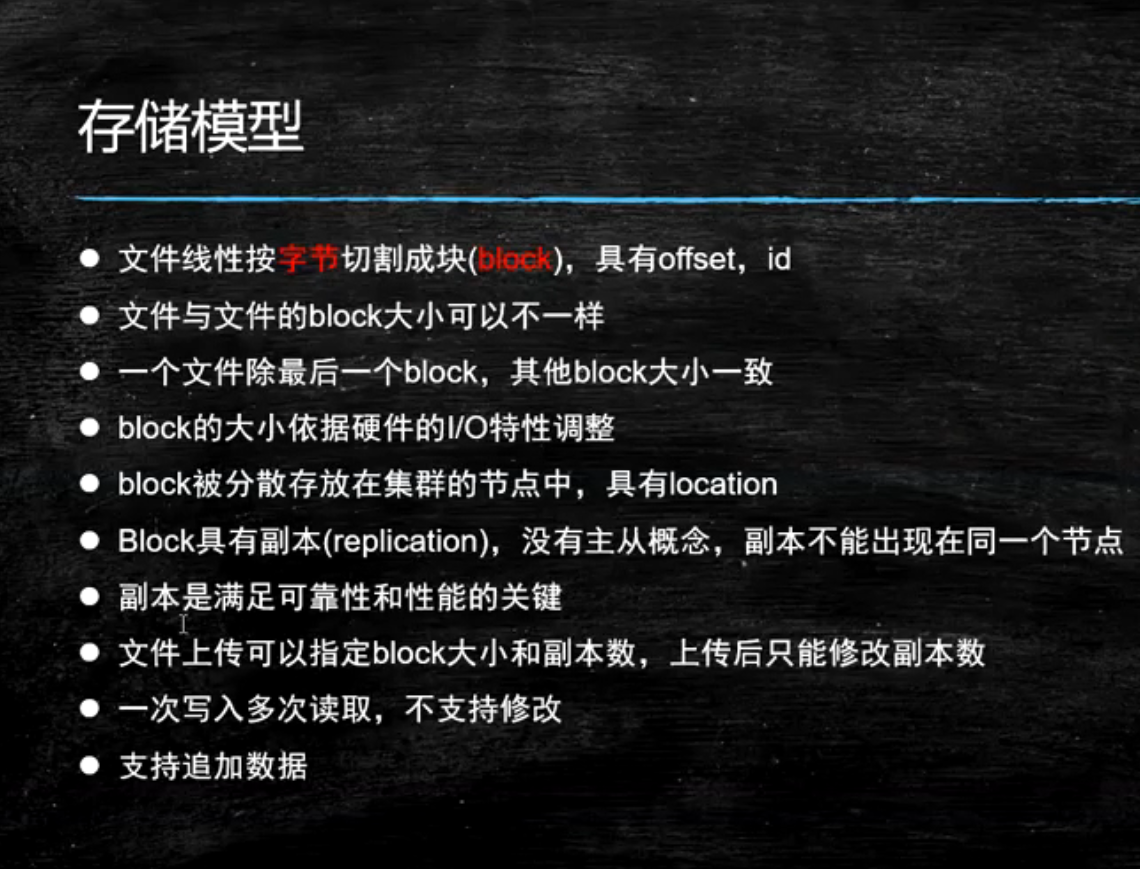 存储模型
● 文件线性按字节切割成块(block)，具有offset，id
● 文件与文件的block大小可以不一样
● 一个文件除最后一个block，其他block大小一致
● block的大小依据硬件的I/O特性调整
● block被分散存放在集群的节点中，具有location
● Block具有副本(replication)，没有主从概念，副本不能出现在同一个节点
● 副本是满足可靠性和性能的关键
● 文件上传可以指定block大小和副本数，上传后只能修改副本数
● 一次写入多次读取，不支持修改
● 支持追加数据